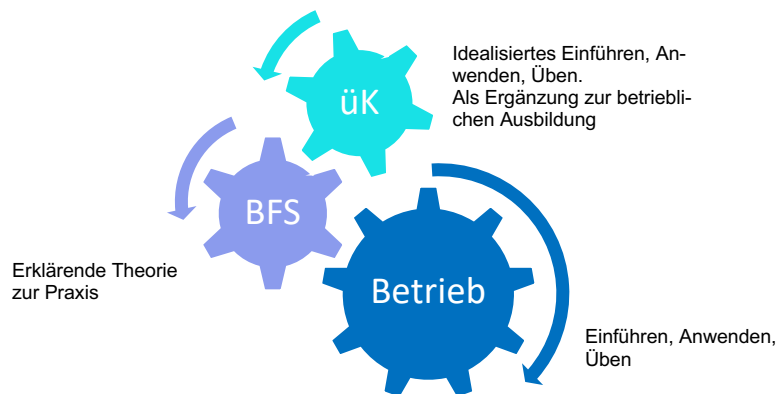 Idealisiertes Einführen, An-
wenden, Üben.
Als Ergänzung zur betriebli-
chen Ausbildung
üK
BFS
Erklärende Theorie
zur Praxis
Betrieb
Einführen, Anwenden,
Üben